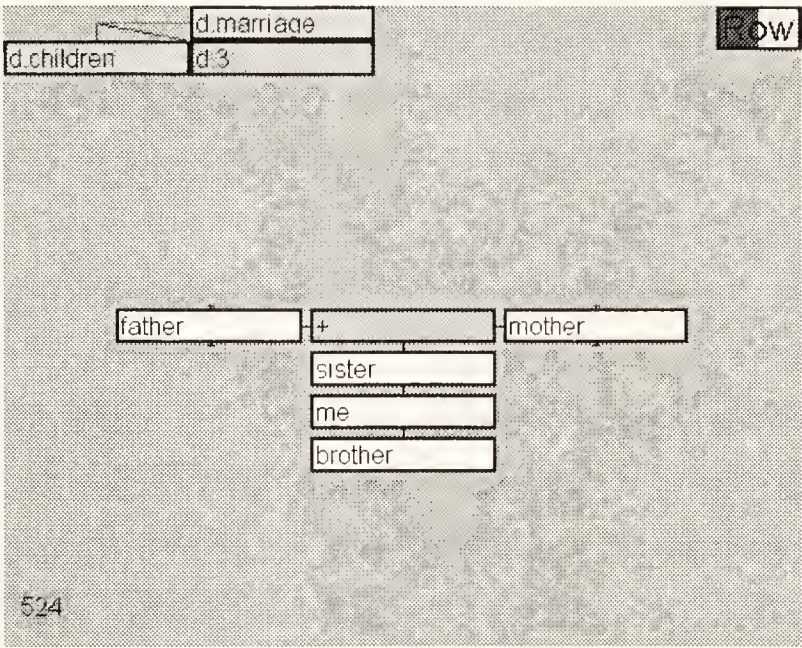 d.marriage
Row
d.children
d:3
father
+
mother
sister
me
brother
524